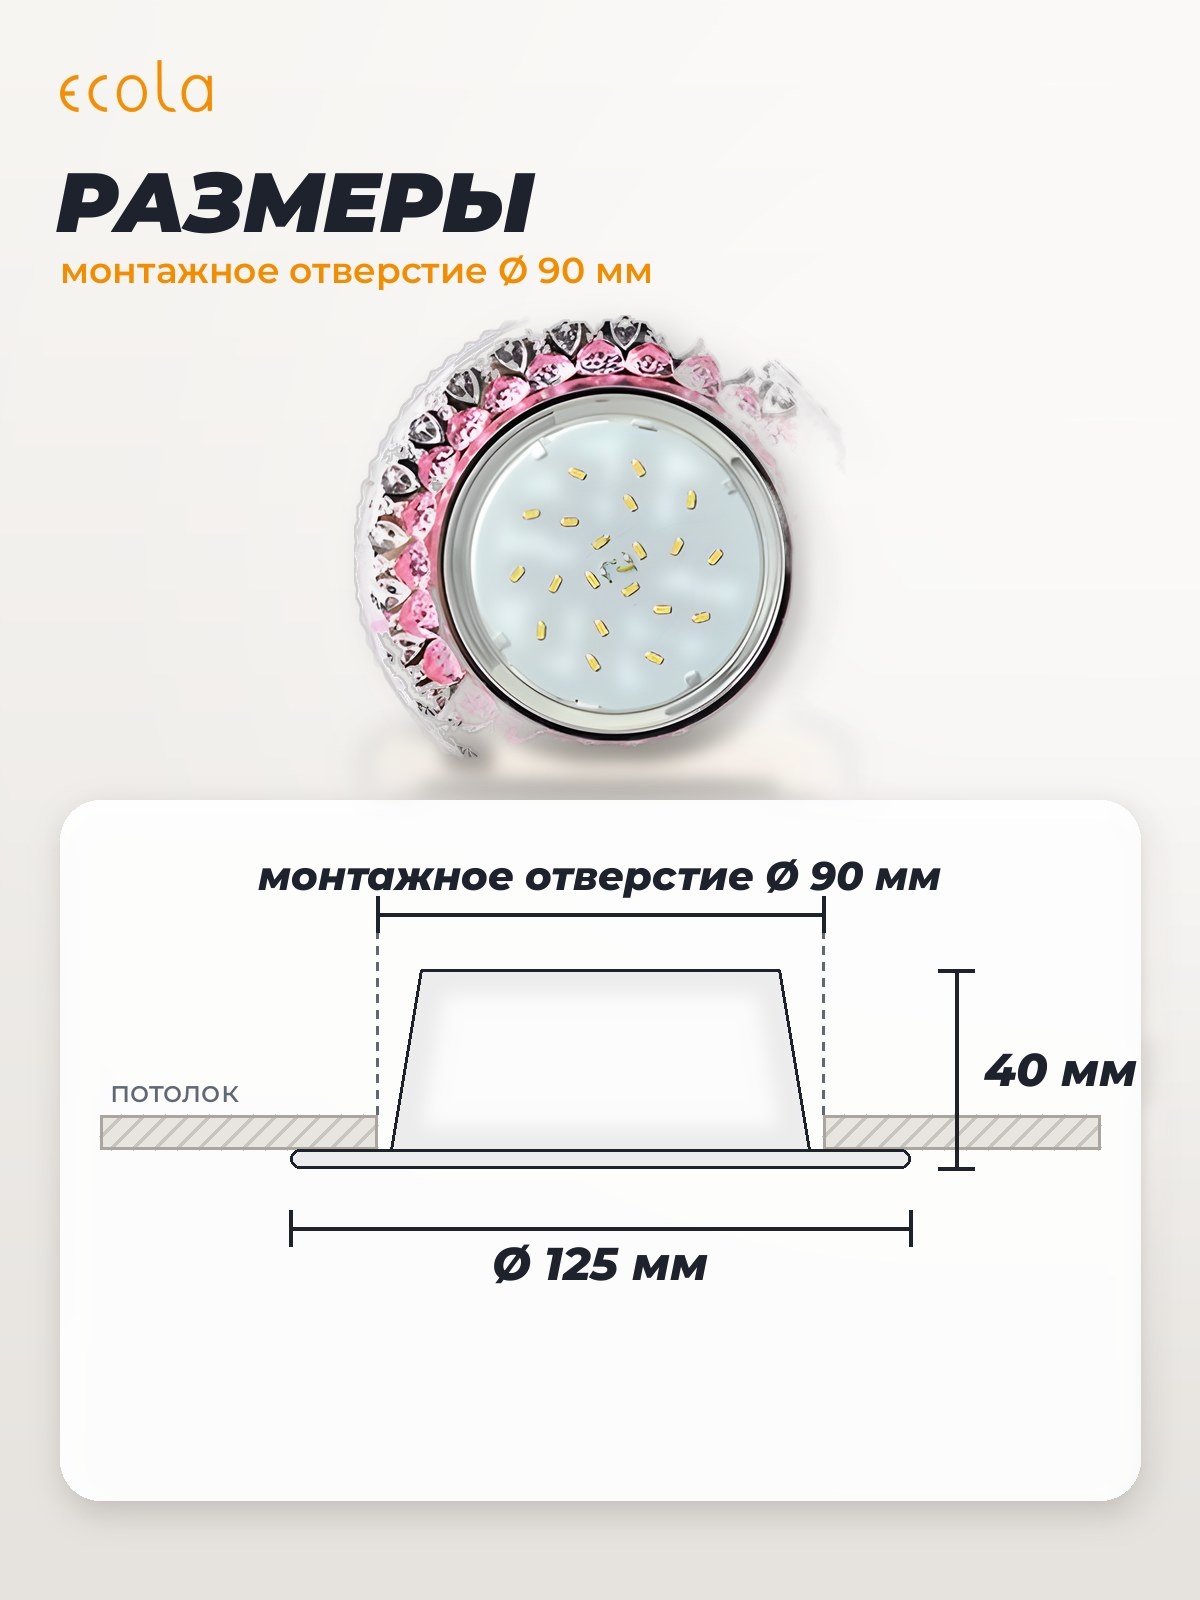 ecola
РАЗМЕРЫ
монтажное отверстие Ø 90 мм
монтажное отверстие Ø 90 мм
40 мм
потолок
Ø 125 мм